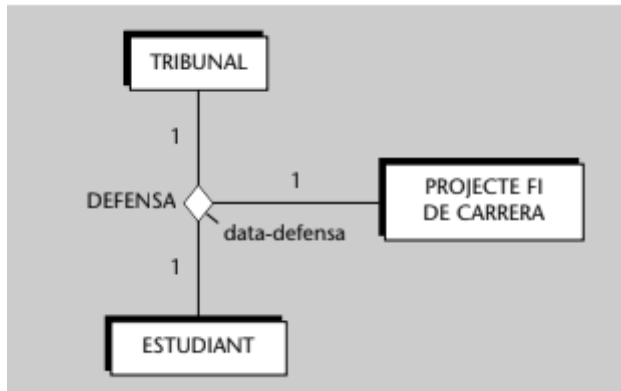 TRIBUNAL
1
1
PROJECTE FI
DE CARRERA
DEFENSA
data-defensa
1
ESTUDIANT